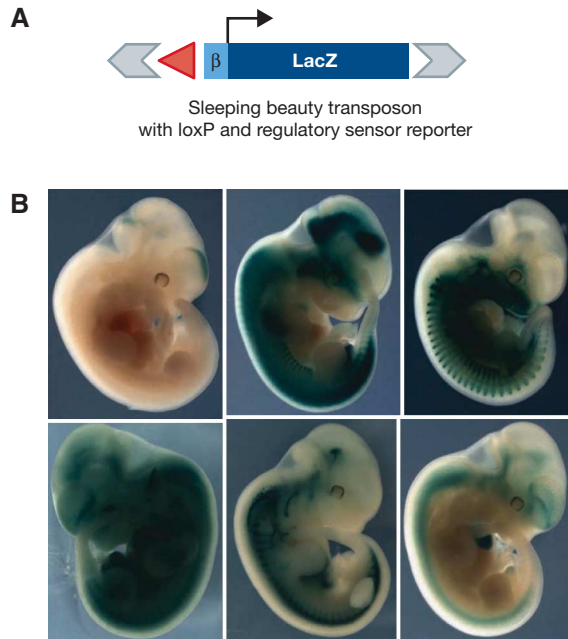 A
β
LacZ
Sleeping beauty transposon
with loxP and regulatory sensor reporter
B